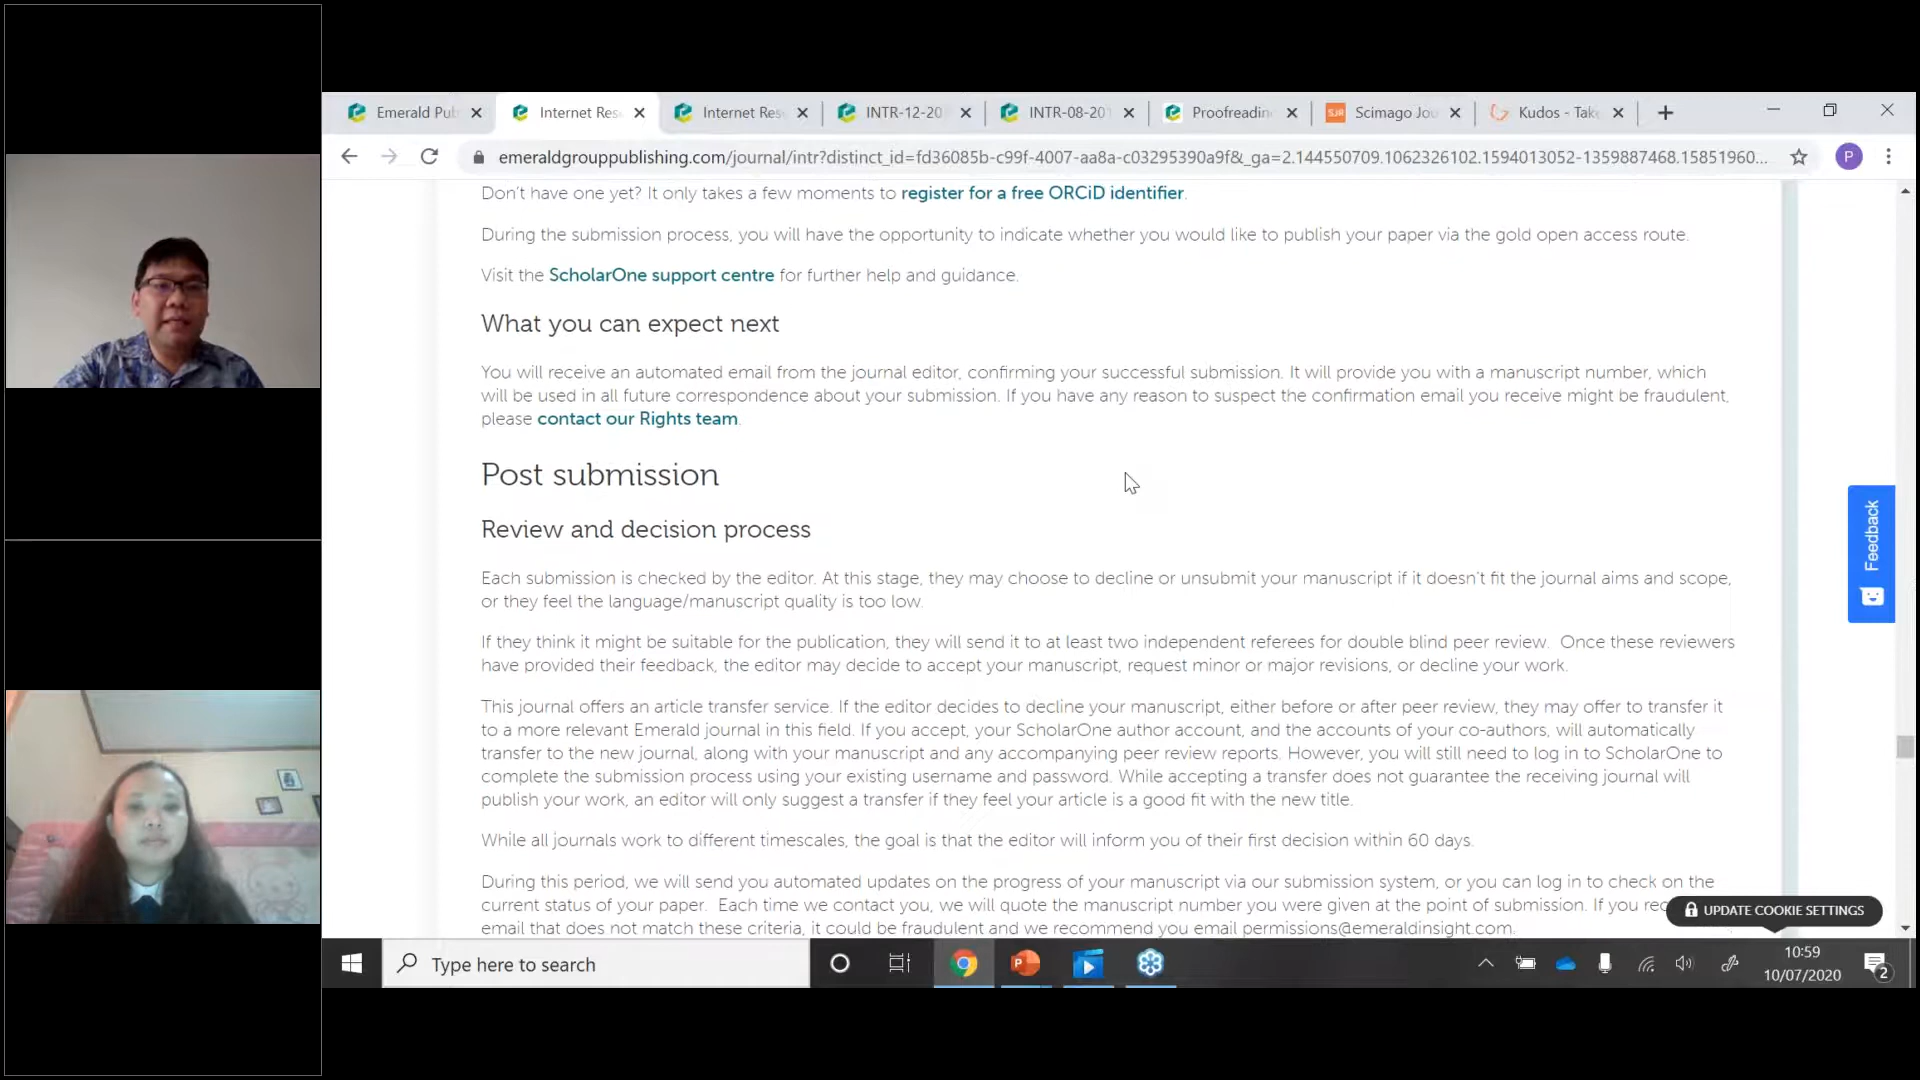 Emerald Pub
Internet Res
Internet Res
INTR-12-20
INTR-08-201
Proofreadin
SJR
Scimago Jou
Kudos - Tak
emeraldgrouppublishing.com/journal/intr?distinct_id=fd36085b-c99f-4007-aa8a-c03295390a9f&_ga=2.144550709.1062326102.1594013052-1359887468.15851960...
P
Don't have one yet? It only takes a few moments to register for a free ORCiD identifier.
During the submission process, you will have the opportunity to indicate whether you would like to publish your paper via the gold open access route.
Visit the ScholarOne support centre for further help and guidance.
What you can expect next
You will receive an automated email from the journal editor, confirming your successful submission. It will provide you with a manuscript number, which
will be used in all future correspondence about your submission. If you have any reason to suspect the confirmation email you receive might be fraudulent,
please contact our Rights team.
Post submission
Review and decision process
Each submission is checked by the editor. At this stage, they may choose to decline or unsubmit your manuscript if it doesn't fit the journal aims and scope,
or they feel the language/manuscript quality is too low.
If they think it might be suitable for the publication, they will send it to at least two independent referees for double blind peer review. Once these reviewers
have provided their feedback, the editor may decide to accept your manuscript, request minor or major revisions, or decline your work.
This journal offers an article transfer service. If the editor decides to decline your manuscript, either before or after peer review, they may offer to transfer it
to a more relevant Emerald journal in this field. If you accept, your ScholarOne author account, and the accounts of your co-authors, will automatically
transfer to the new journal, along with your manuscript and any accompanying peer review reports. However, you will still need to log in to ScholarOne to
complete the submission process using your existing username and password. While accepting a transfer does not guarantee the receiving journal will
publish your work, an editor will only suggest a transfer if they feel your article is a good fit with the new title.
While all journals work to different timescales, the goal is that the editor will inform you of their first decision within 60 days.
During this period, we will send you automated updates on the progress of your manuscript via our submission system, or you can log in to check on the
current status of your paper. Each time we contact you, we will quote the manuscript number you were given at the point of submission. If you rec
email that does not match these criteria, it could be fraudulent and we recommend you email permissions@emeraldinsight.com.
Feedback
UPDATE COOKIE SETTINGS
Type here to search
10:59
10/07/2020
2